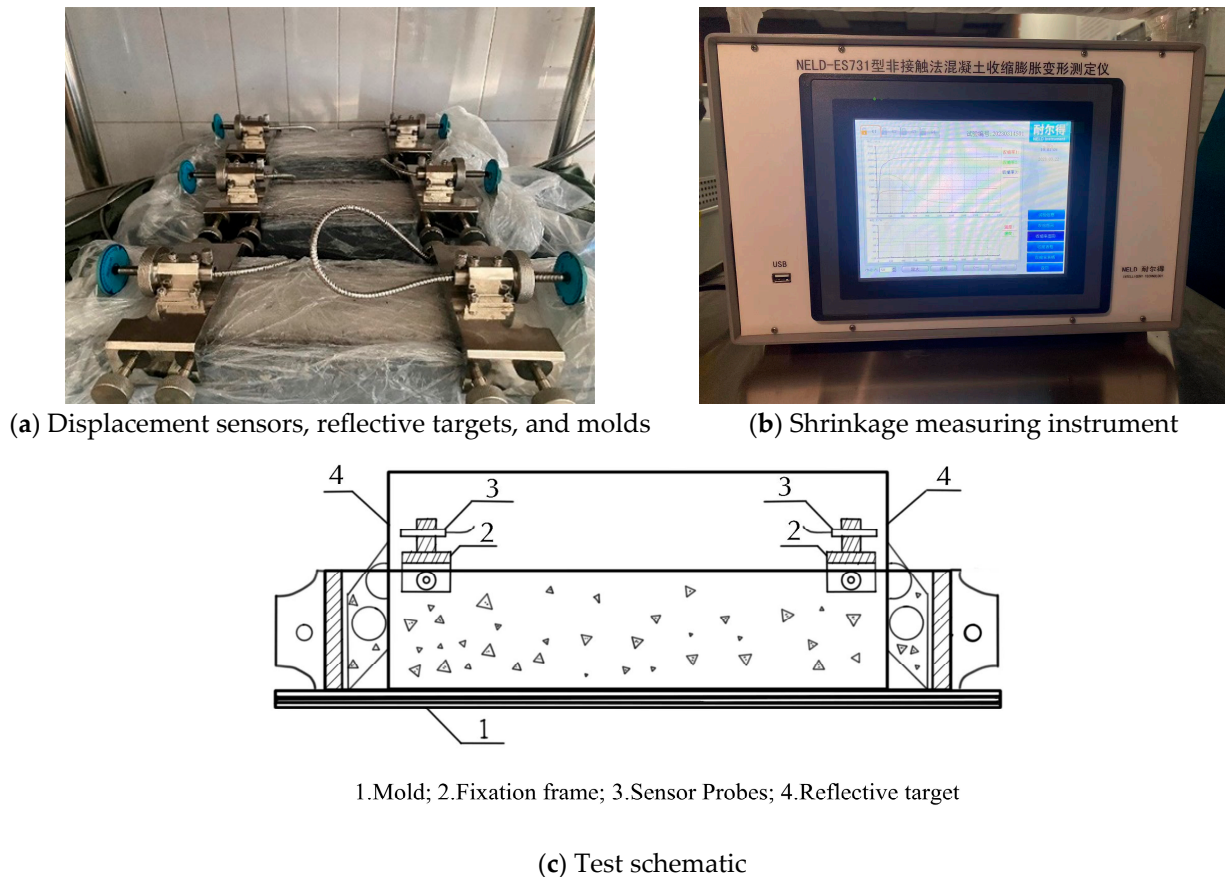 NELD-ES731型非接触法混凝土收缩膨胀变形测定仪
耐尔得
USB
NELD 耐尔得
(a) Displacement sensors, reflective targets, and molds
(b) Shrinkage measuring instrument
4
3
2
3
4
2
1
1.Mold; 2.Fixation frame; 3.Sensor Probes; 4.Reflective target
(c) Test schematic